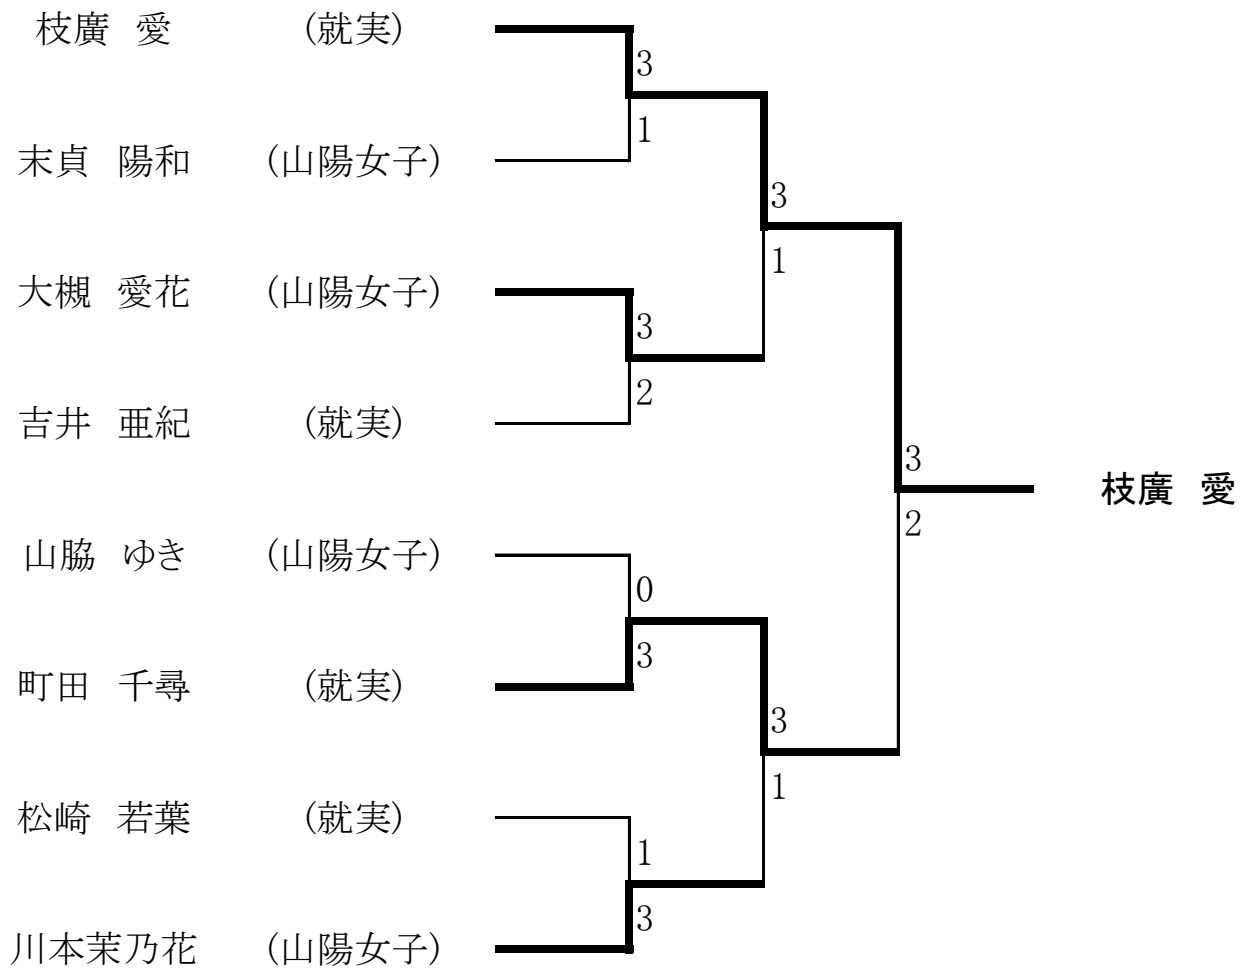 枝廣 愛 (就実)
3
1
末貞 陽和 (山陽女子)
3
1
大槻 愛花 (山陽女子)
3
2
吉井 亜紀 (就実)
3
枝廣 愛
2
山脇 ゆき (山陽女子)
0
3
町田 千尋 (就実)
3
1
松崎 若葉 (就実)
1
3
川本茉乃花 (山陽女子)